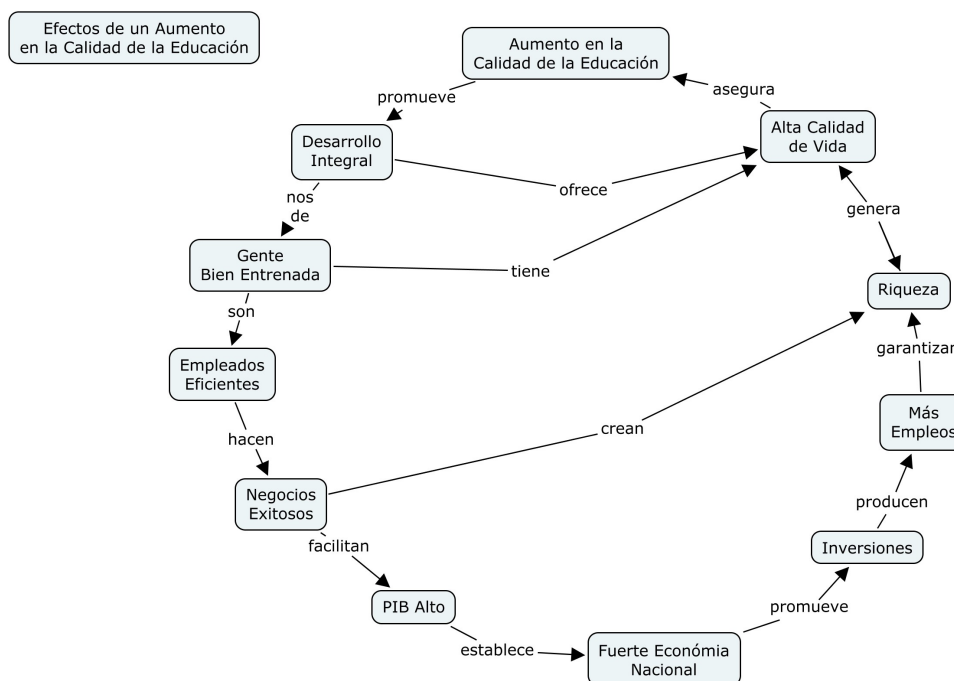 Efectos de un Aumento
en la Calidad de la Educación
Aumento en la
Calidad de la Educación
promueve
asegura
Desarrollo
Integral
Alta Calidad
de Vida
ofrece
nos
de
genera
Gente
Bien Entrenada
tiene
Riqueza
son
garantizan
Empleados
Eficientes
Más
Empleos
crean
hacen
Negocios
Exitosos
producen
facilitan
Inversiones
PIB Alto
promueve
establece
Fuerte Económia
Nacional